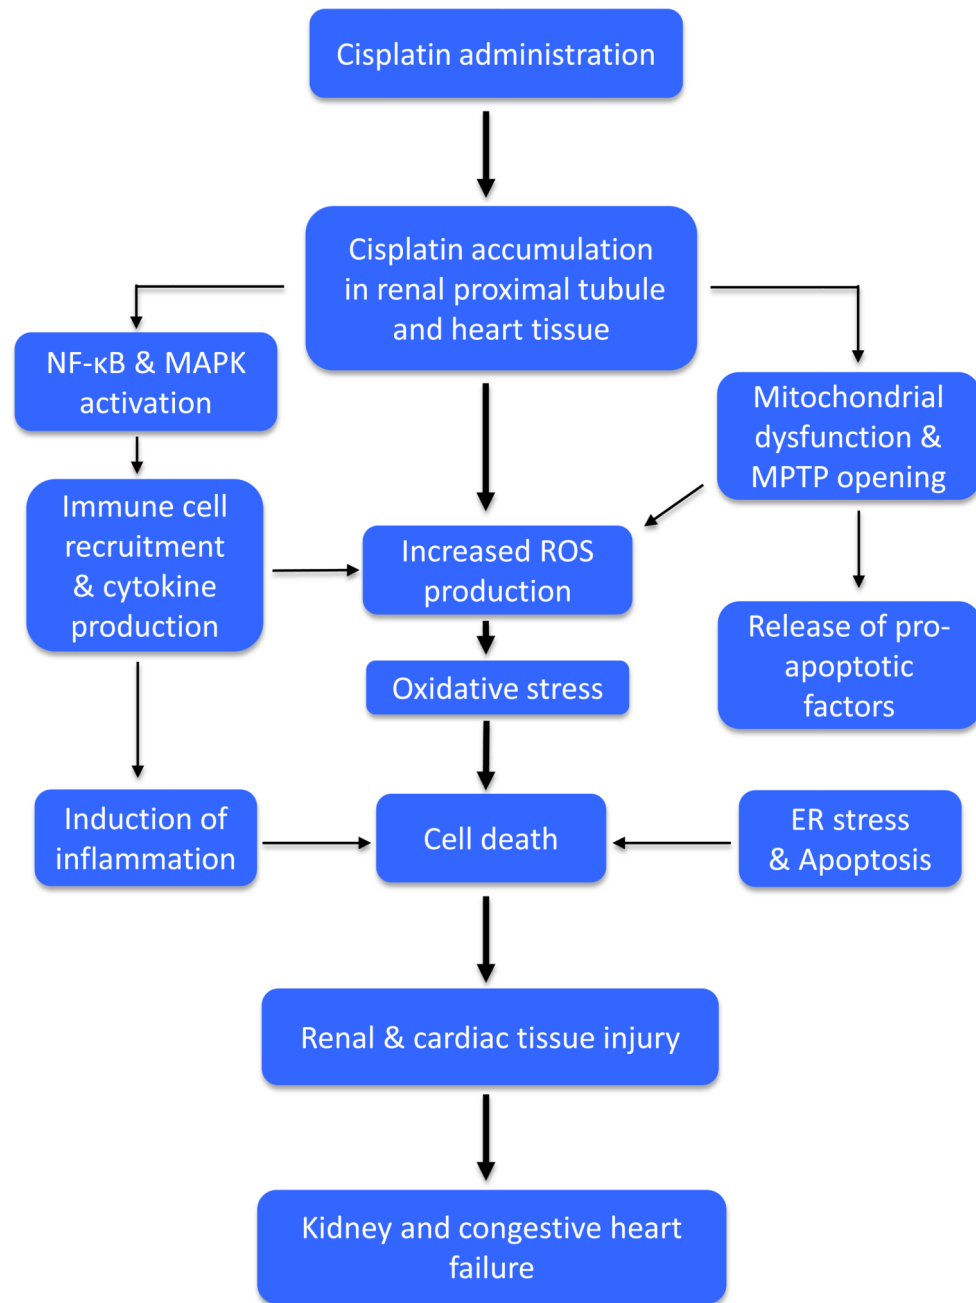 Cisplatin administration
Cisplatin accumulation
in renal proximal tubule
and heart tissue
NF-κB & MAPK
activation
Mitochondrial
dysfunction &
MPTP opening
Immune cell
recruitment
& cytokine
production
Increased ROS
production
Release of pro-
apoptotic
factors
Oxidative stress
Induction of
inflammation
Cell death
ER stress
& Apoptosis
Renal & cardiac tissue injury
Kidney and congestive heart
failure